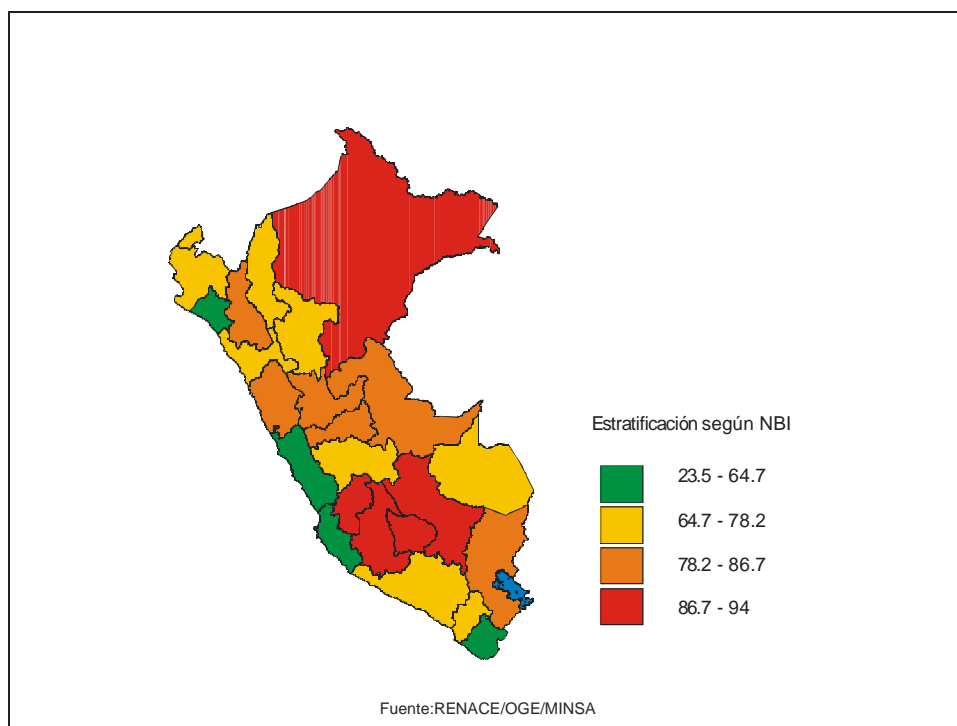 Estratificación según NBI
23.5 - 64.7
64.7 - 78.2
78.2 - 86.7
86.7 - 94
Fuente:RENACE/OGE/MINSA